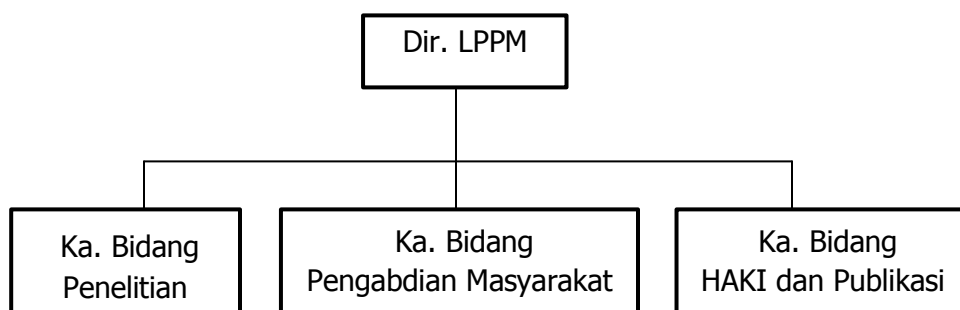 Dir. LPPM
Ka. Bidang
Penelitian
Ka. Bidang
Pengabdian Masyarakat
Ka. Bidang
HAKI dan Publikasi